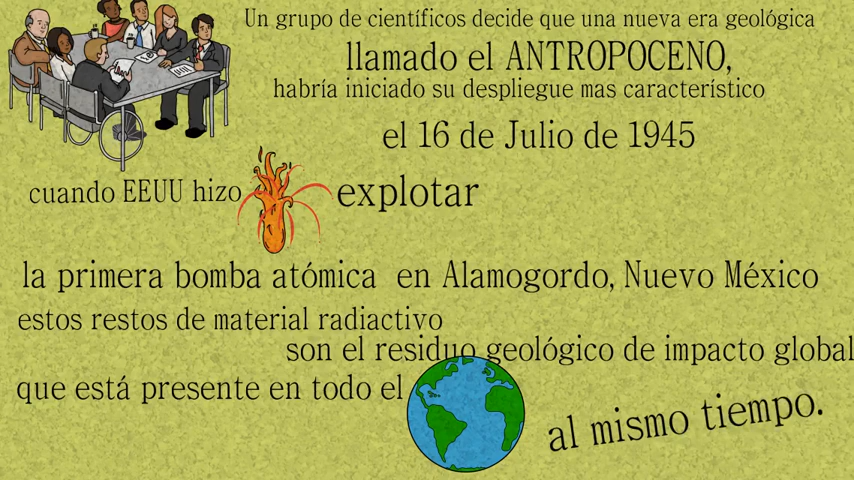 Un grupo de científicos decide que una nueva era geológica
llamado el ANTROPOCENO,
habría iniciado su despliegue mas característico
el 16 de Julio de 1945
cuando EEUU hizo explotar
la primera bomba atómica en Alamogordo, Nuevo México
estos restos de material radiactivo
son el residuo geológico de impacto global
que está presente en todo el
al mismo tiempo.